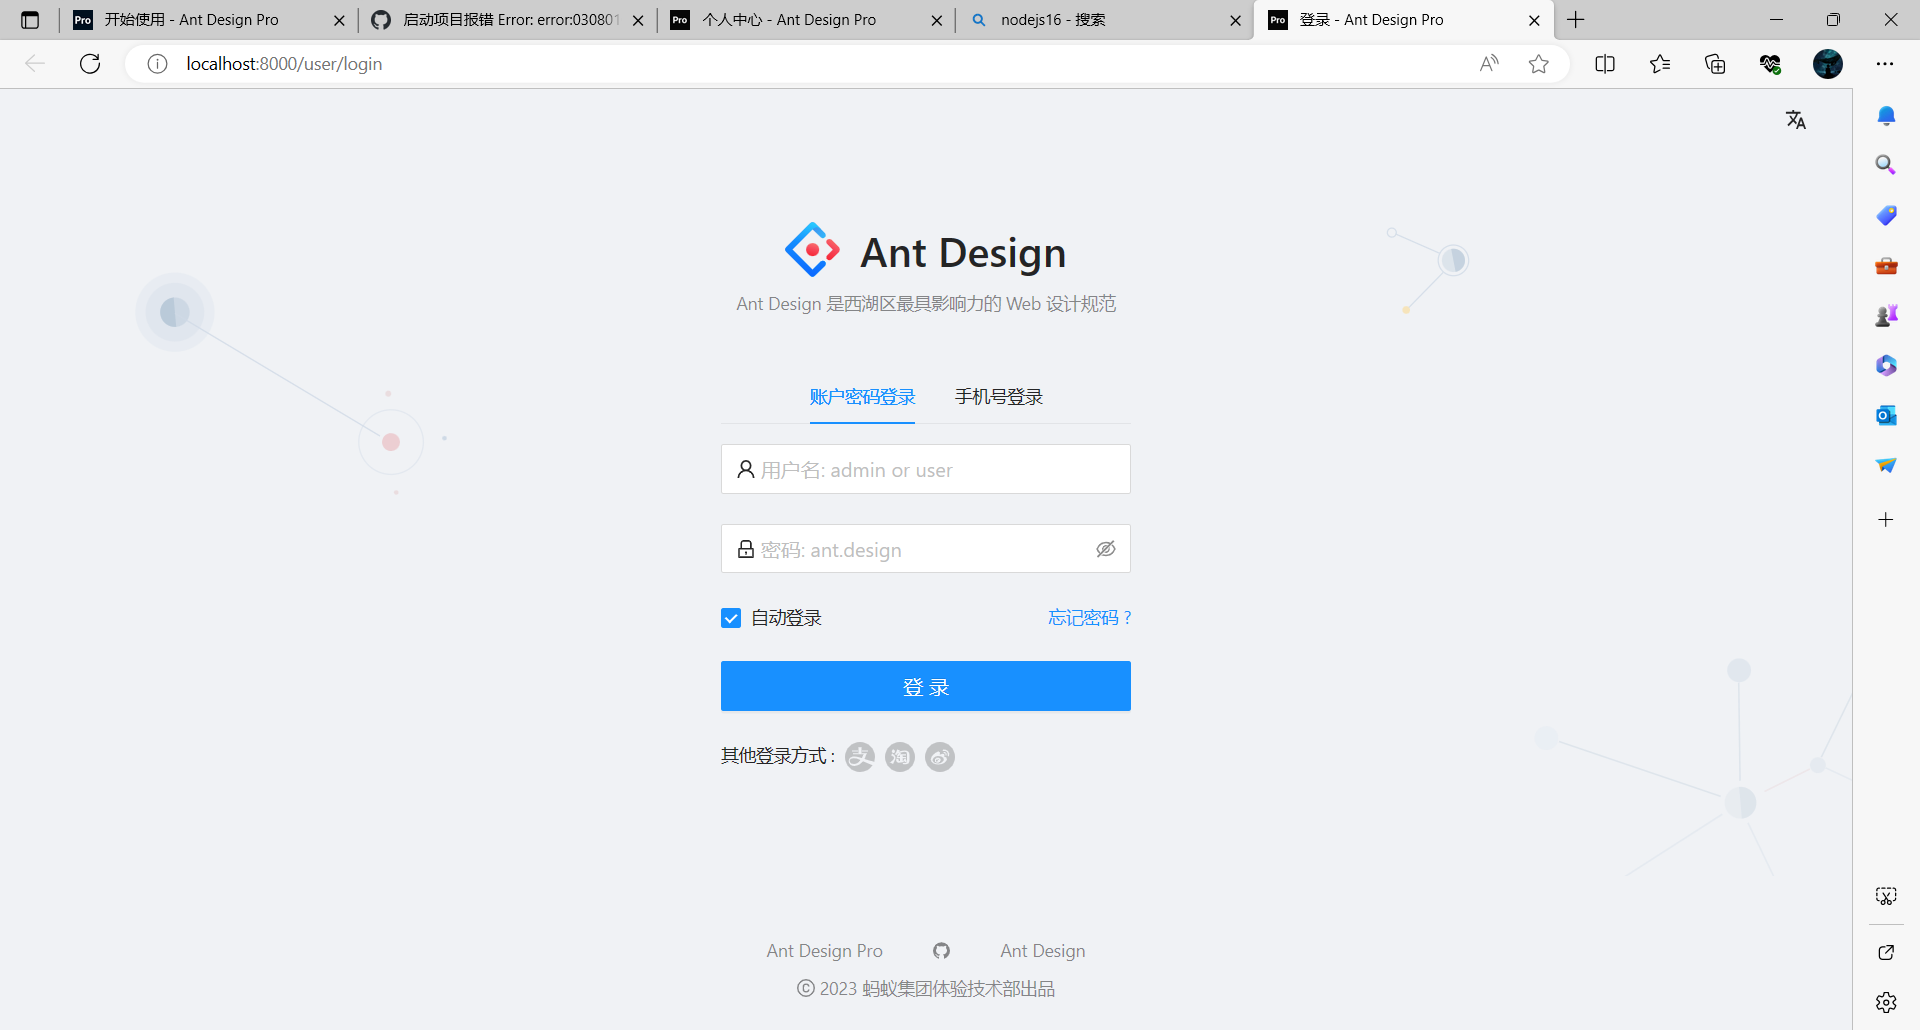 开始使用 - Ant Design Pro
启动项目报错 Error: error:030801
个人中心 - Ant Design Pro
nodejs16 - 搜索
登录 - Ant Design Pro
localhost:8000/user/login
Ant Design
Ant Design 是西湖区最具影响力的 Web 设计规范
账户密码登录 手机号登录
用户名: admin or user
密码: ant.design
自动登录 忘记密码 ?
登 录
其他登录方式 :
支 淘
Ant Design Pro Ant Design
© 2023 蚂蚁集团体验技术部出品